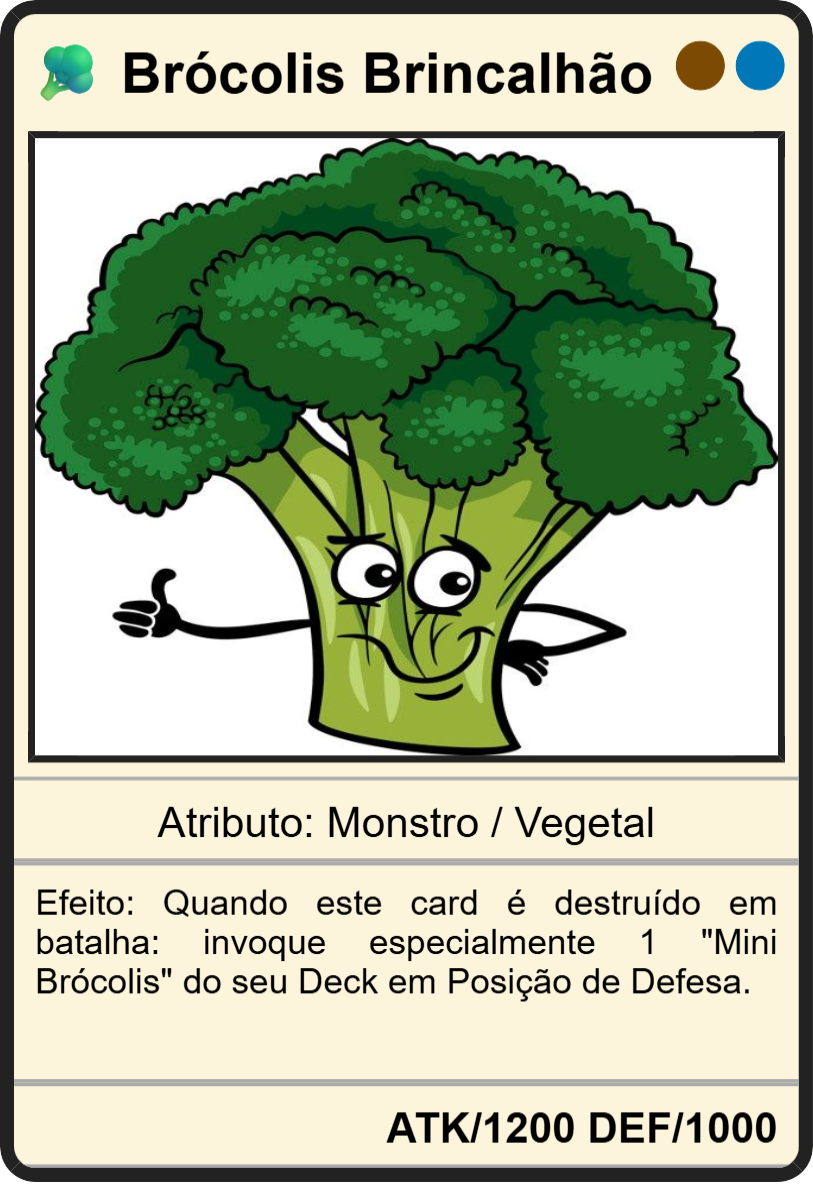 Brócolis Brincalhão
Atributo: Monstro / Vegetal
Efeito: Quando este card é destruído em
batalha: invoque especialmente 1 "Mini
Brócolis" do seu Deck em Posição de Defesa.
ATK/1200 DEF/1000